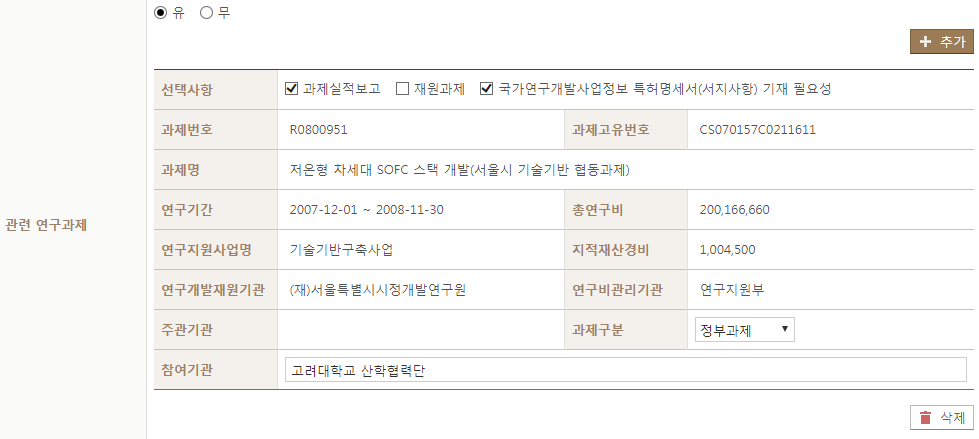 유 무
추가
선택사항 과제실적보고 재원과제 국가연구개발사업정보 특허명세서(서지사항) 기재 필요성
과제번호 R0800951 과제고유번호 CS070157C0211611
과제명 저온형 차세대 SOFC 스택 개발(서울시 기술기반 협동과제)
연구기간 2007-12-01 ~ 2008-11-30 총연구비 200,166,660
관련 연구과제
연구지원사업명 기술기반구축사업 지적재산경비 1,004,500
연구개발재원기관 (재)서울특별시시정개발연구원 연구비관리기관 연구지원부
주관기관 과제구분 정부과제
참여기관 고려대학교 산학협력단
삭제